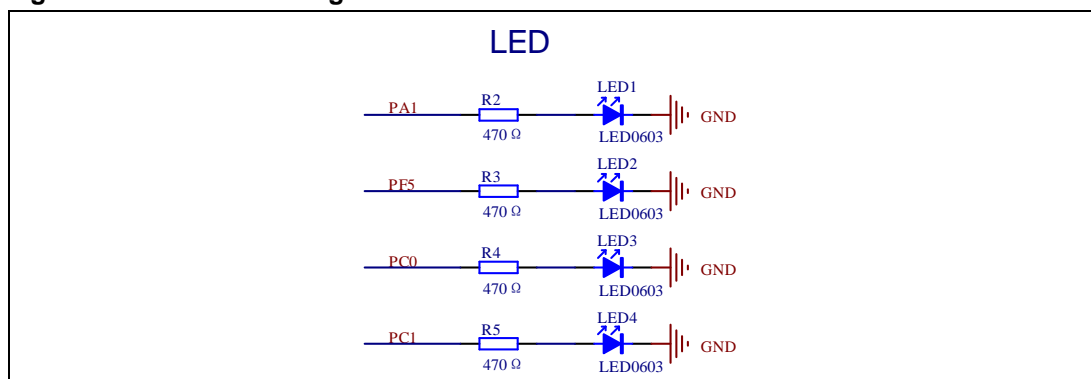 LED
LED1
PA1 R2 GND
470 Ω LED0603
LED2
PF5 R3 GND
470 Ω LED0603
LED3
PC0 R4 GND
470 Ω LED0603
LED4
PC1 R5 GND
470 Ω LED0603